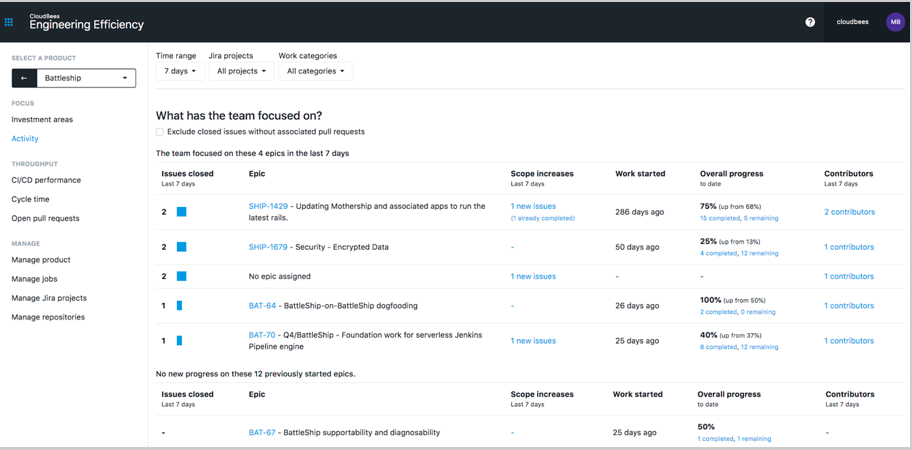 CloudBees
Engineering Efficiency
?
cloudbees
MB
SELECT A PRODUCT
Battleship
FOCUS
Investment areas
Activity
THROUGHPUT
CI/CD performance
Cycle time
Open pull requests
MANAGE
Manage product
Manage jobs
Manage Jira projects
Manage repositories
Time range Jira projects Work categories
7 days All projects All categories
What has the team focused on?
Exclude closed issues without associated pull requests
The team focused on these 4 epics in the last 7 days
Issues closed Epic Scope increases Work started Overall progress Contributors
Last 7 days Last 7 days to date Last 7 days
2 SHIP-1429 - Updating Mothership and associated apps to run the latest rails. 1 new issues (1 already completed) 286 days ago 75% (up from 68%) 15 completed, 5 remaining 2 contributors
2 SHIP-1679 - Security - Encrypted Data - 50 days ago 25% (up from 13%) 4 completed, 12 remaining 1 contributors
2 No epic assigned 1 new issues - - 1 contributors
1 BAT-64 - BattleShip-on-BattleShip dogfooding - 26 days ago 100% (up from 50%) 2 completed, 0 remaining 1 contributors
1 BAT-70 - Q4/BattleShip - Foundation work for serverless Jenkins Pipeline engine 1 new issues 25 days ago 40% (up from 37%) 8 completed, 12 remaining 1 contributors
No new progress on these 12 previously started epics.
Issues closed Epic Scope increases Work started Overall progress Contributors
Last 7 days Last 7 days to date Last 7 days
- BAT-67 - BattleShip supportability and diagnosability - 25 days ago 50% 1 completed, 1 remaining -